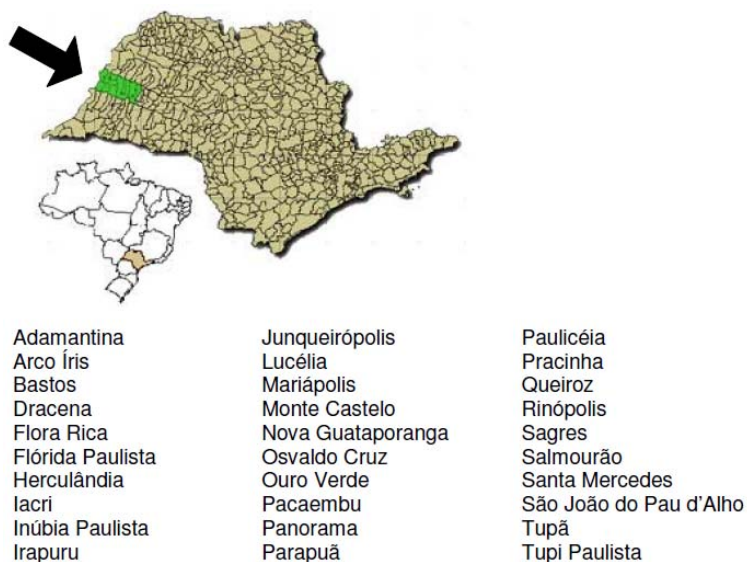 Adamantina
Arco Íris
Bastos
Dracena
Flora Rica
Flórida Paulista
Herculândia
Iacri
Inúbia Paulista
Irapuru
Junqueirópolis
Lucélia
Mariápolis
Monte Castelo
Nova Guataporanga
Osvaldo Cruz
Ouro Verde
Pacaembu
Panorama
Parapuã
Paulicéia
Pracinha
Queiroz
Rinópolis
Sagres
Salmourão
Santa Mercedes
São João do Pau d'Alho
Tupã
Tupi Paulista